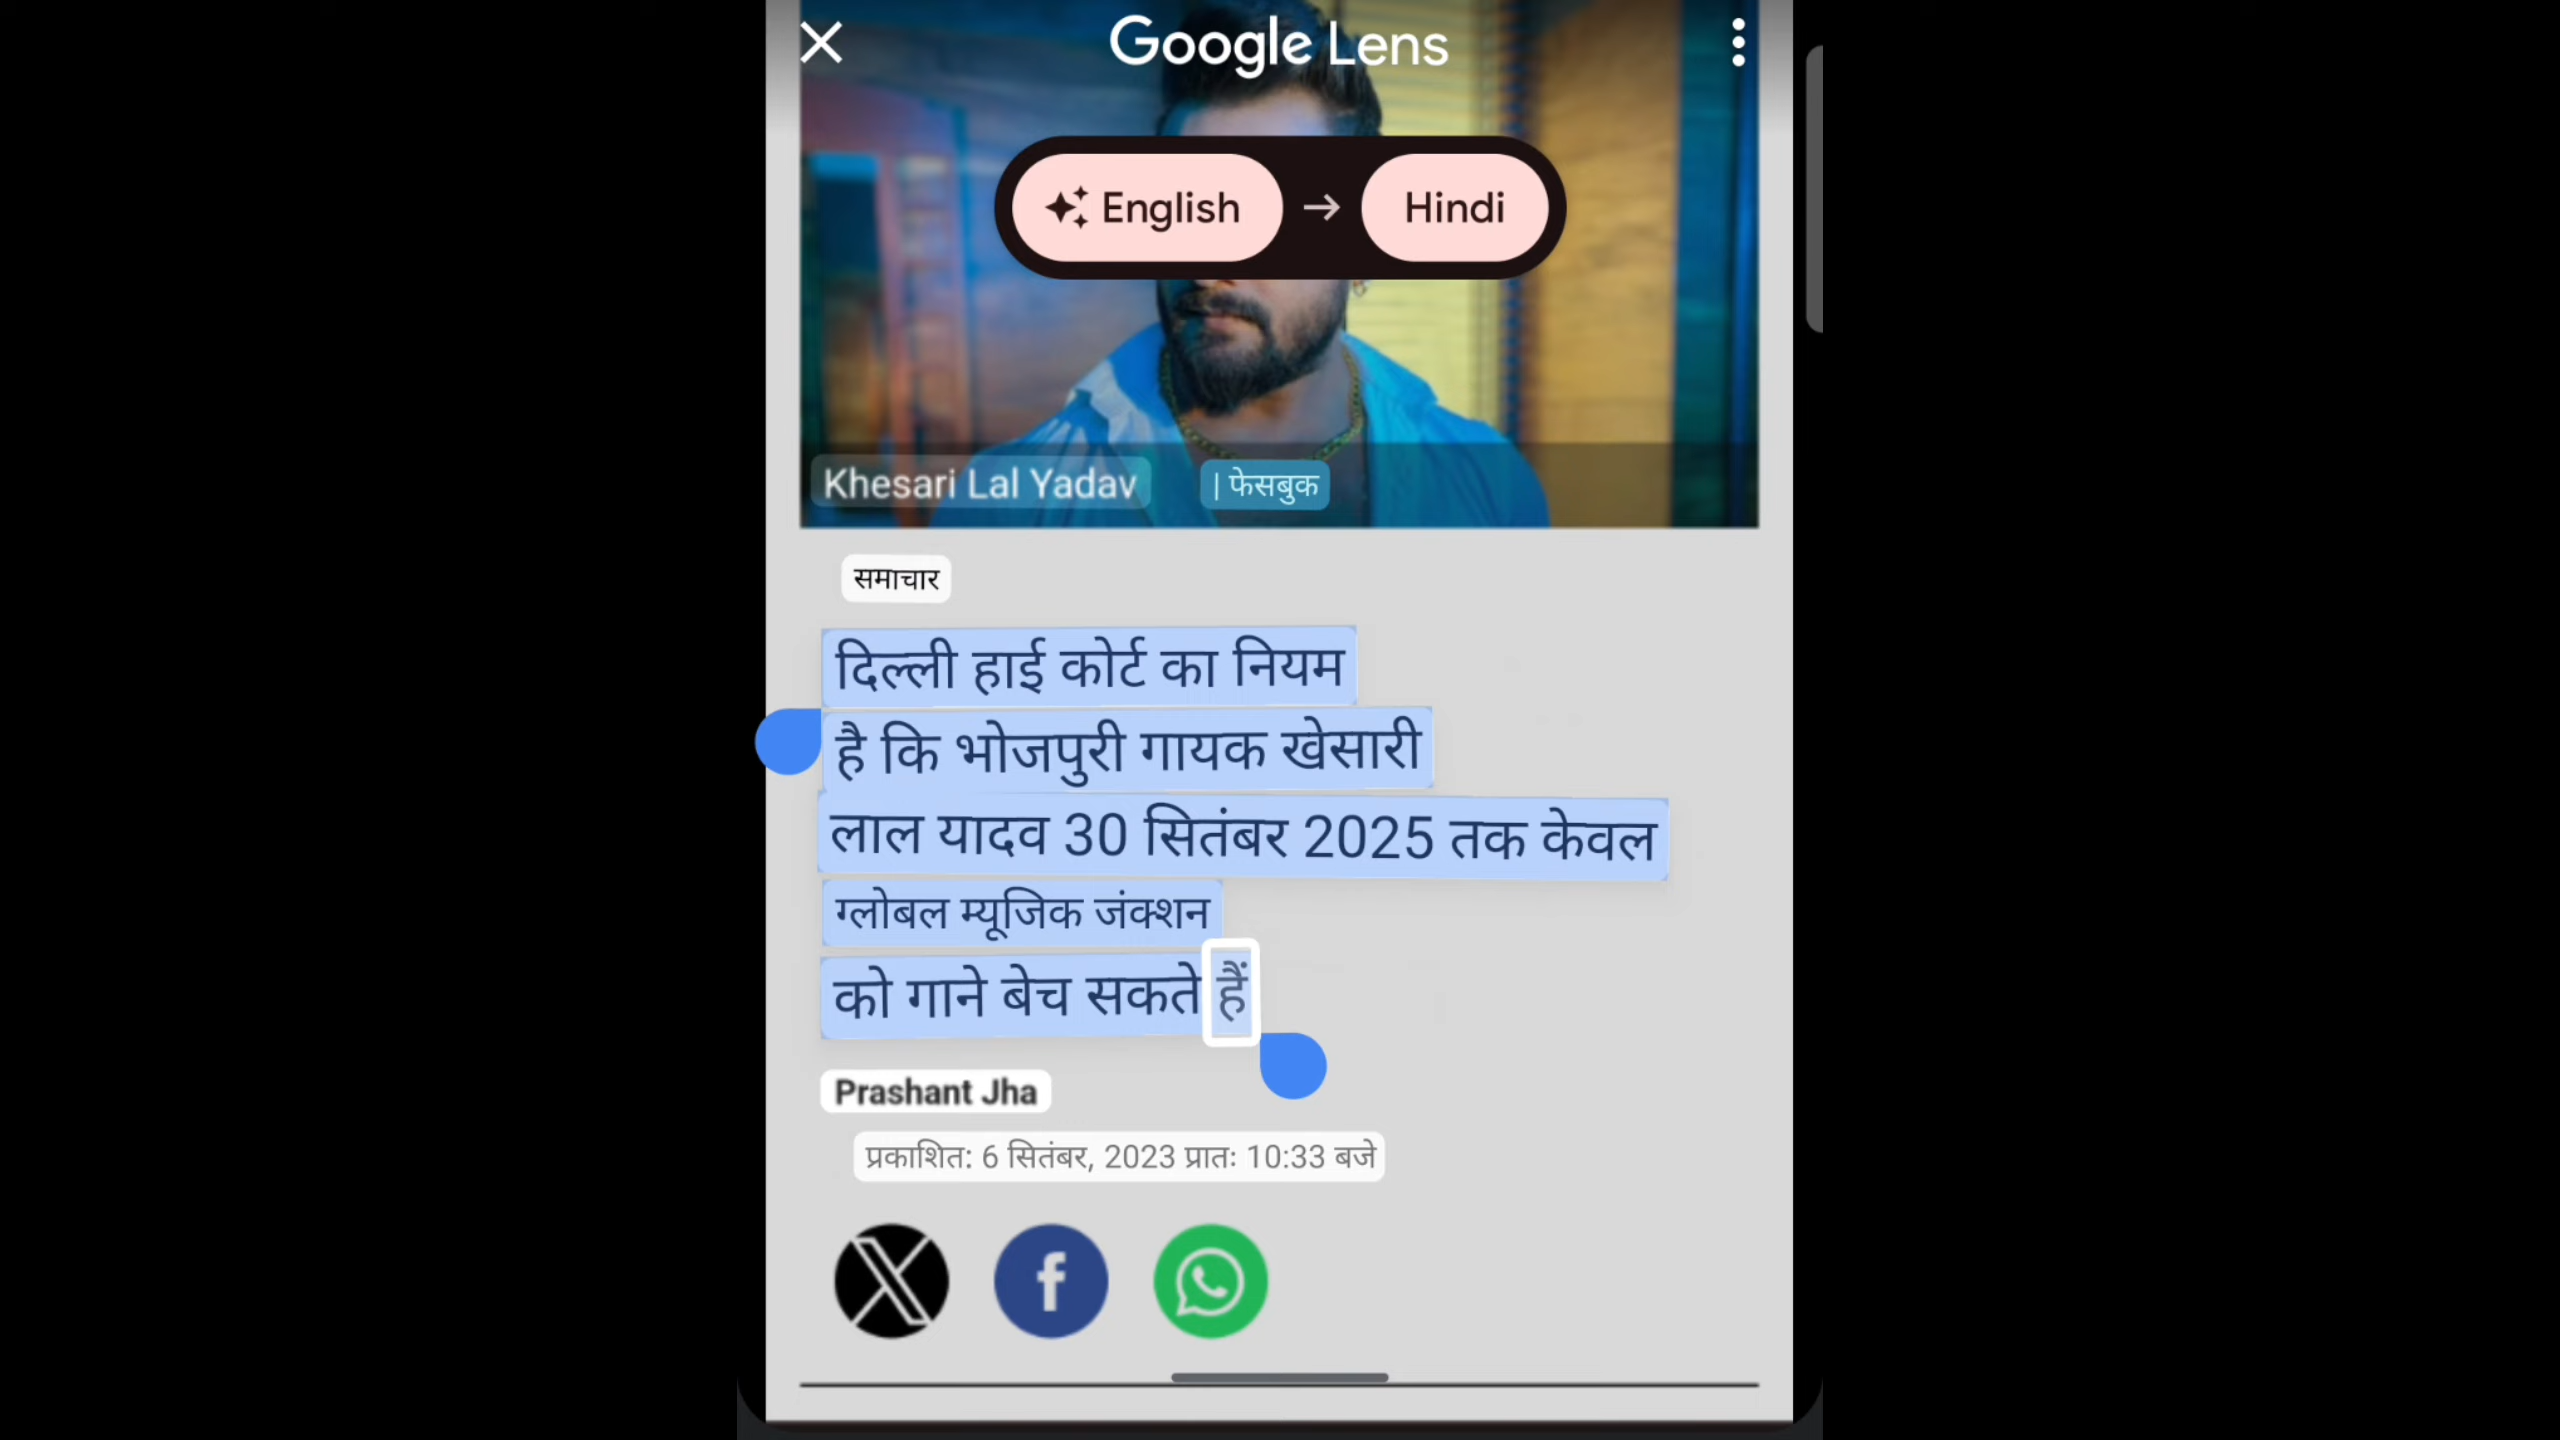 Google Lens
English → Hindi
Khesari Lal Yadav | फेसबुक
समाचार
दिल्ली हाई कोर्ट का नियम
है कि भोजपुरी गायक खेसारी
लाल यादव 30 सितंबर 2025 तक केवल
ग्लोबल म्यूजिक जंक्शन
को गाने बेच सकते हैं
Prashant Jha
प्रकाशित: 6 सितंबर, 2023 प्रातः 10:33 बजे